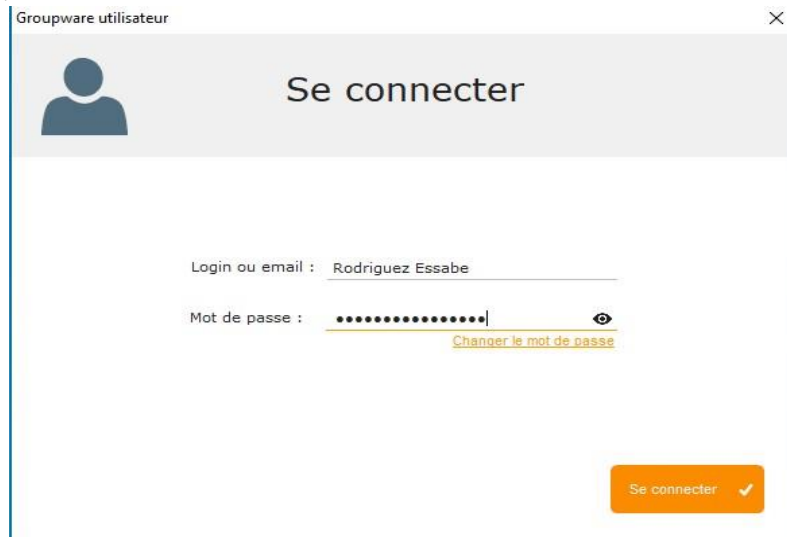 Groupware utilisateur
Se connecter
Login ou email : Rodriguez Essabe
Mot de passe : ••••••••••••••••
Changer le mot de passe
Se connecter